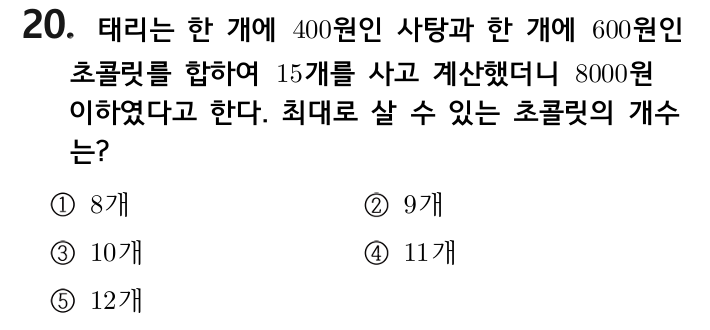 20. 태리는 한 개에 400원인 사탕과 한 개에 600원인
초콜릿를 합하여 15개를 사고 계산했더니 8000원
이하였다고 한다. 최대로 살 수 있는 초콜릿의 개수
는?
① 8개 ② 9개
③ 10개 ④ 11개
⑤ 12개